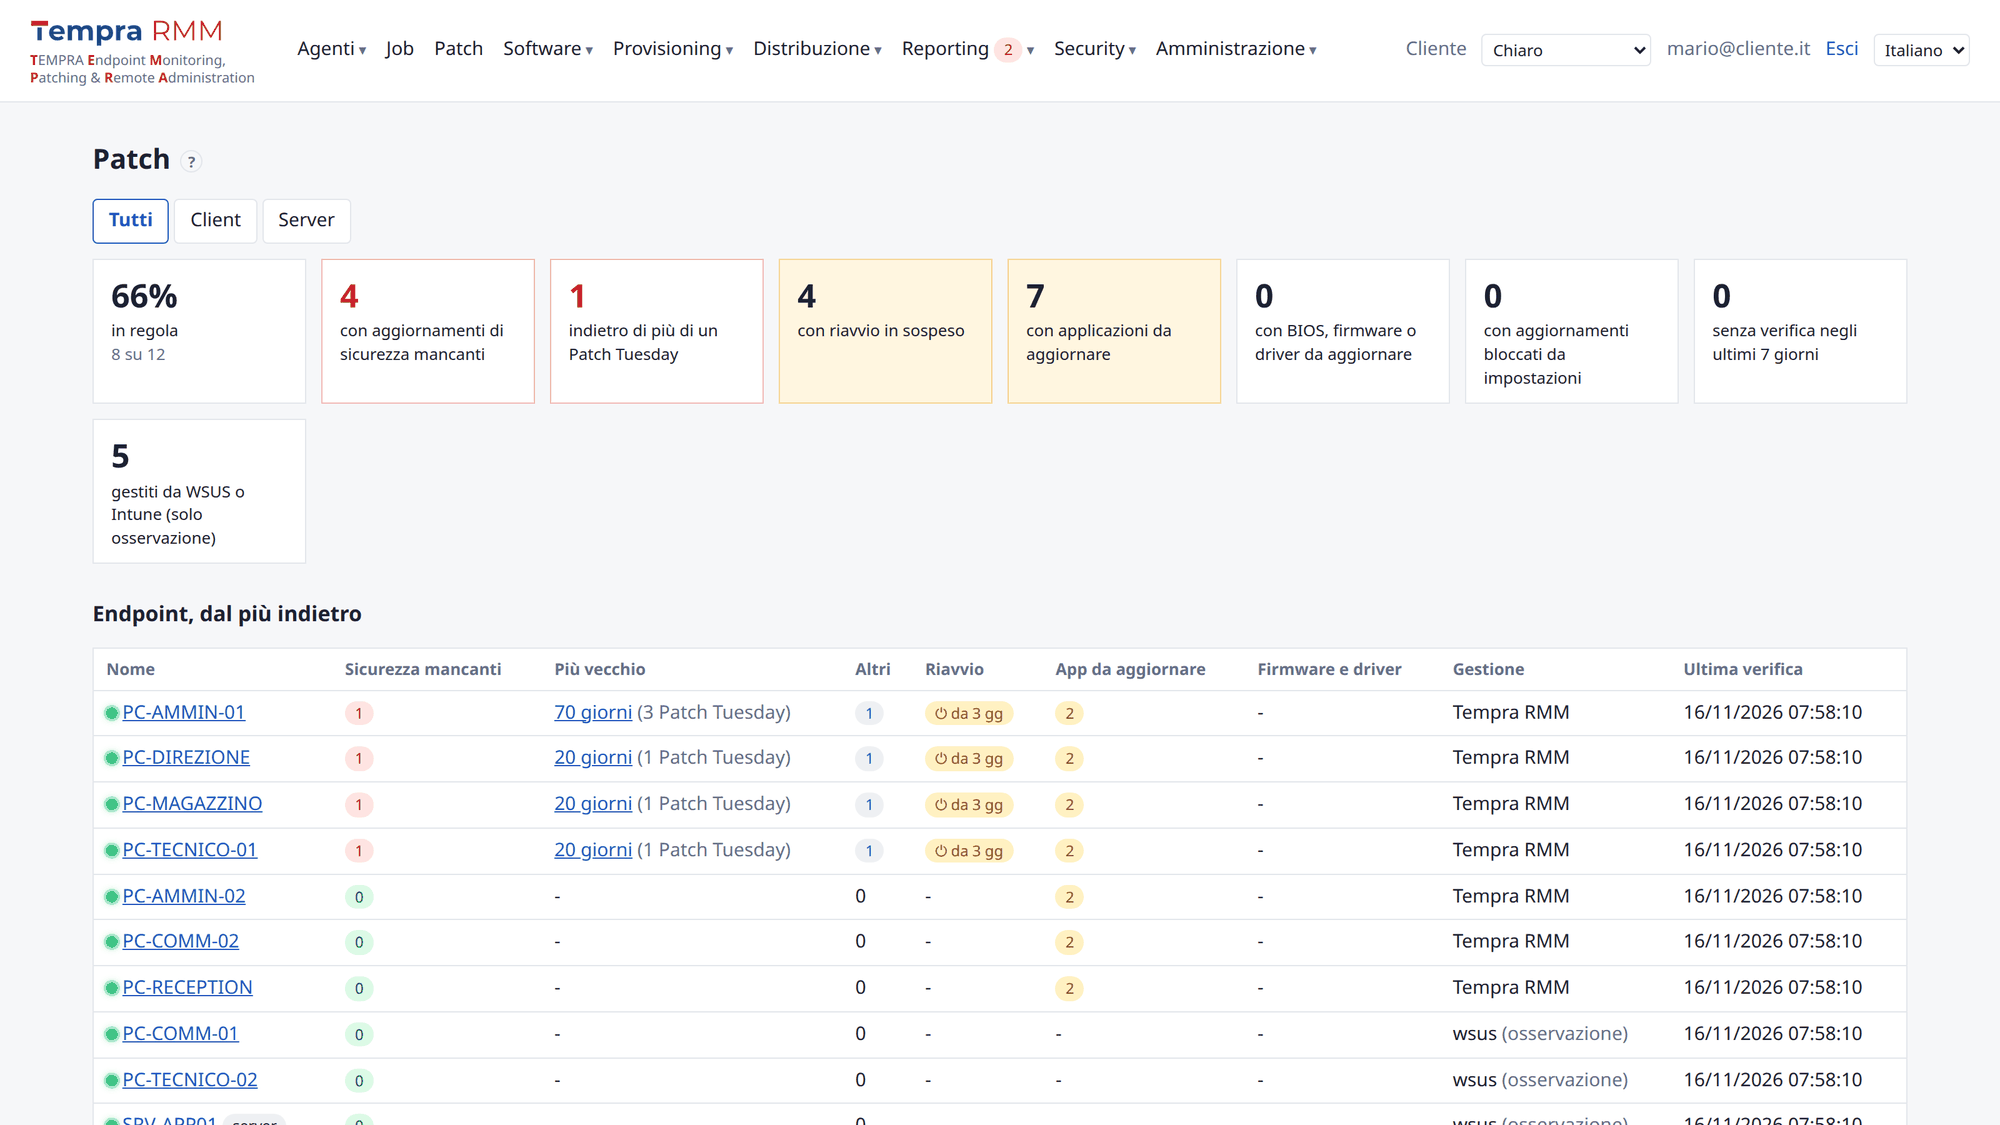 Tempra RMM
TEMPRA Endpoint Monitoring,
Patching & Remote Administration
Agenti ▾ Job Patch Software ▾ Provisioning ▾ Distribuzione ▾ Reporting 2 ▾ Security ▾ Amministrazione ▾ Cliente Chiaro mario@cliente.it Esci Italiano
Patch ?
Tutti Client Server
66%
in regola
8 su 12
4
con aggiornamenti di
sicurezza mancanti
1
indietro di più di un
Patch Tuesday
4
con riavvio in sospeso
7
con applicazioni da
aggiornare
0
con BIOS, firmware o
driver da aggiornare
0
con aggiornamenti
bloccati da
impostazioni
0
senza verifica negli
ultimi 7 giorni
5
gestiti da WSUS o
Intune (solo
osservazione)
Endpoint, dal più indietro
Nome Sicurezza mancanti Più vecchio Altri Riavvio App da aggiornare Firmware e driver Gestione Ultima verifica
PC-AMMIN-01 1 70 giorni (3 Patch Tuesday) 1 da 3 gg 2 - Tempra RMM 16/11/2026 07:58:10
PC-DIREZIONE 1 20 giorni (1 Patch Tuesday) 1 da 3 gg 2 - Tempra RMM 16/11/2026 07:58:10
PC-MAGAZZINO 1 20 giorni (1 Patch Tuesday) 1 da 3 gg 2 - Tempra RMM 16/11/2026 07:58:10
PC-TECNICO-01 1 20 giorni (1 Patch Tuesday) 1 da 3 gg 2 - Tempra RMM 16/11/2026 07:58:10
PC-AMMIN-02 0 - 0 - 2 - Tempra RMM 16/11/2026 07:58:10
PC-COMM-02 0 - 0 - 2 - Tempra RMM 16/11/2026 07:58:10
PC-RECEPTION 0 - 0 - 2 - Tempra RMM 16/11/2026 07:58:10
PC-COMM-01 0 - 0 - - - wsus (osservazione) 16/11/2026 07:58:10
PC-TECNICO-02 0 - 0 - - - wsus (osservazione) 16/11/2026 07:58:10
SRV-APP01 server 0 0 wsus (osservazione) 16/11/2026 07:58:10